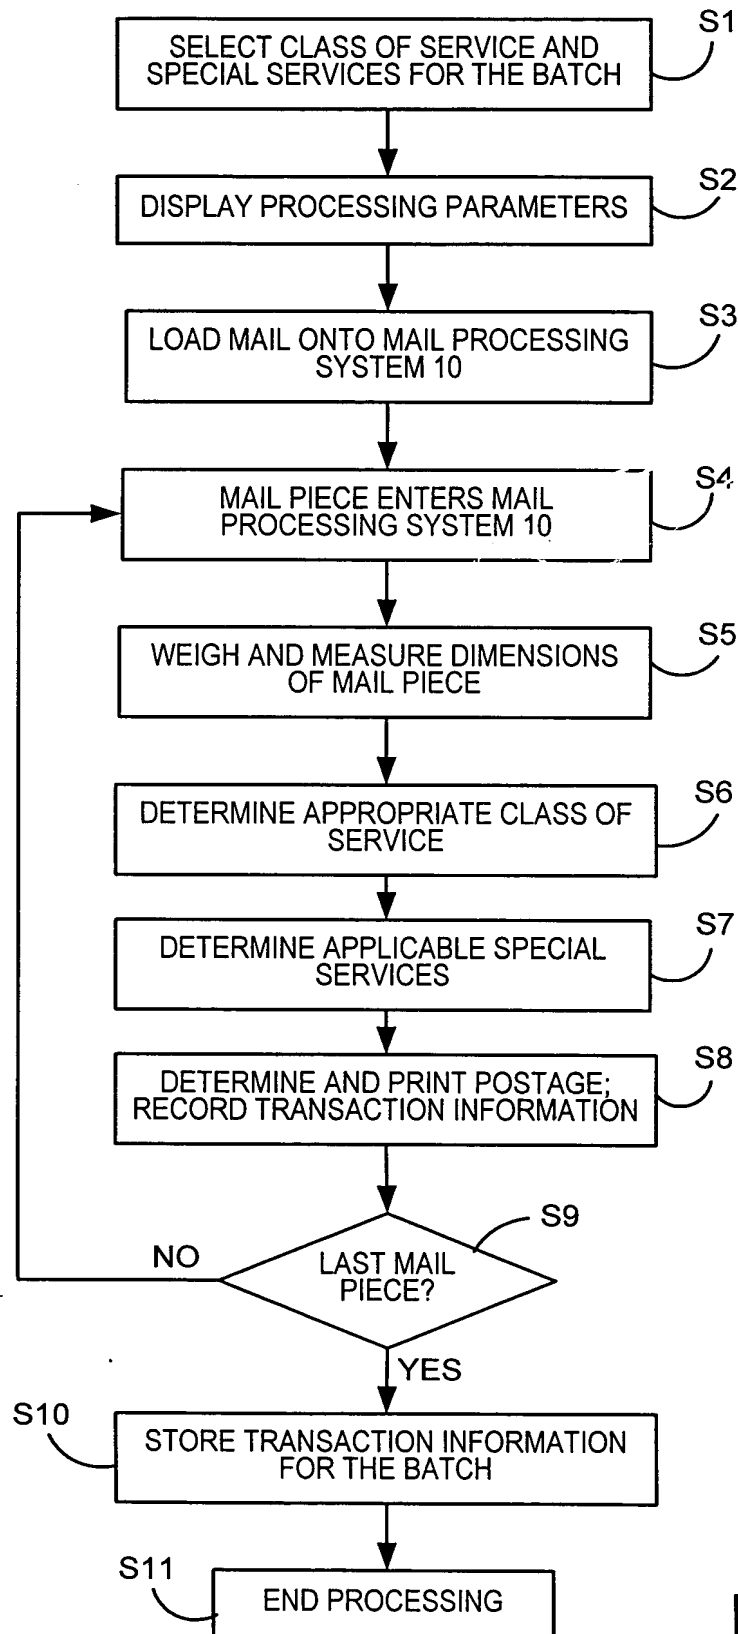 S1
SELECT CLASS OF SERVICE AND
SPECIAL SERVICES FOR THE BATCH
S2
DISPLAY PROCESSING PARAMETERS
S3
LOAD MAIL ONTO MAIL PROCESSING
SYSTEM 10
S4
MAIL PIECE ENTERS MAIL
PROCESSING SYSTEM 10
S5
WEIGH AND MEASURE DIMENSIONS
OF MAIL PIECE
S6
DETERMINE APPROPRIATE CLASS OF
SERVICE
S7
DETERMINE APPLICABLE SPECIAL
SERVICES
S8
DETERMINE AND PRINT POSTAGE;
RECORD TRANSACTION INFORMATION
S9
LAST MAIL
PIECE?
NO
YES
S10
STORE TRANSACTION INFORMATION
FOR THE BATCH
S11
END PROCESSING